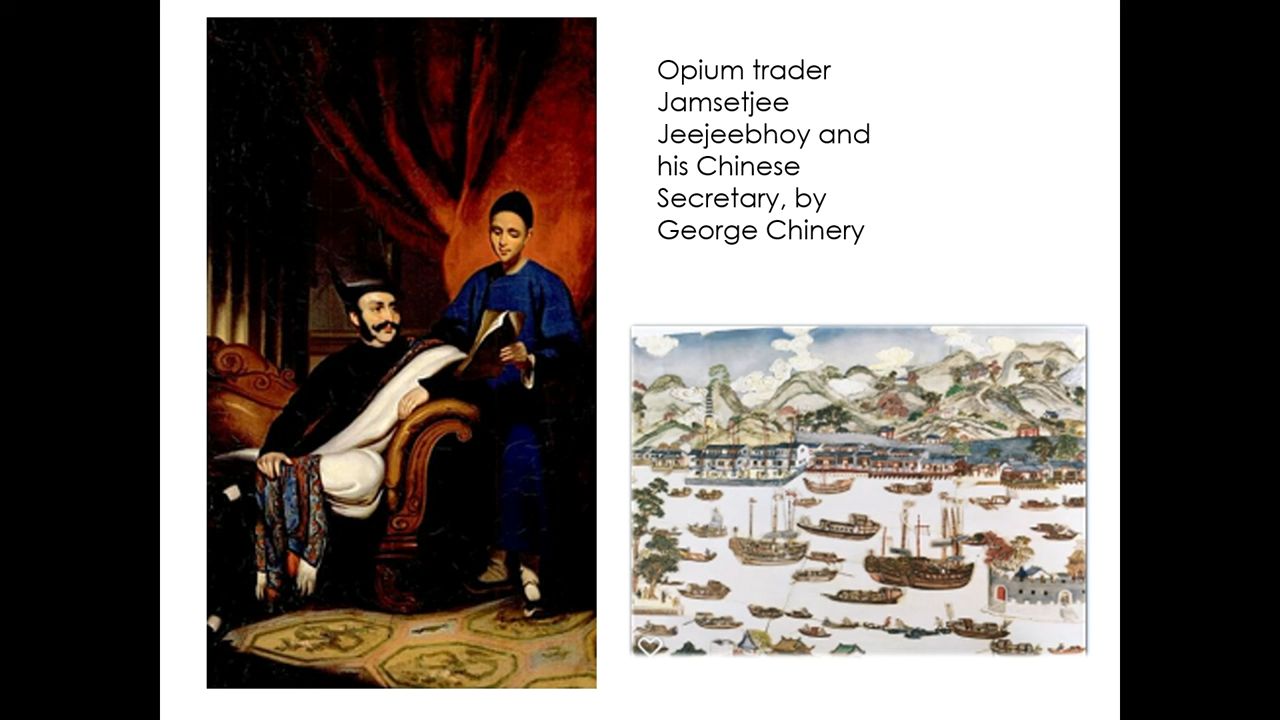 Opium trader
Jamsetjee
Jeejeebhoy and
his Chinese
Secretary, by
George Chinery